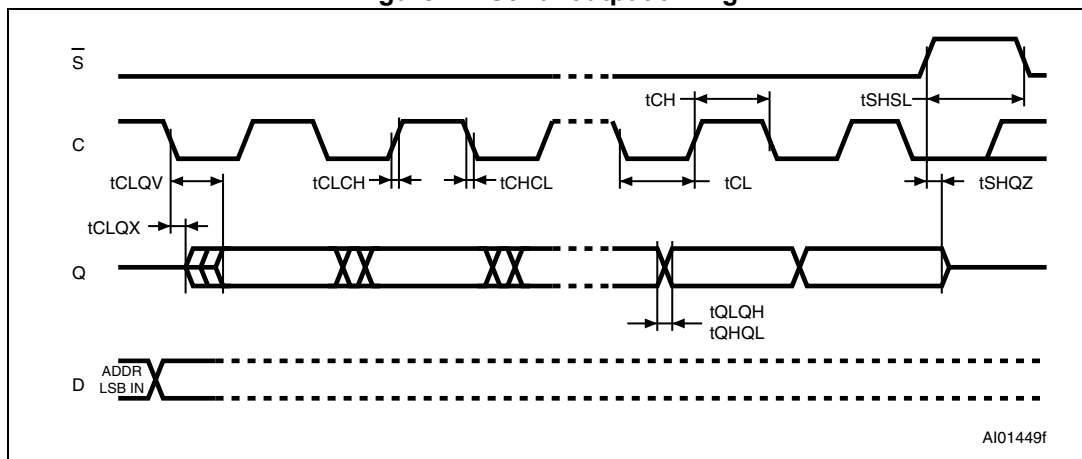 S
tCH
tSHSL
C
tCLQV
tCLCH
tCHCL
tCL
tSHQZ
tCLQX
Q
tQLQH
tQHQL
D
ADDR
LSB IN
AI01449f